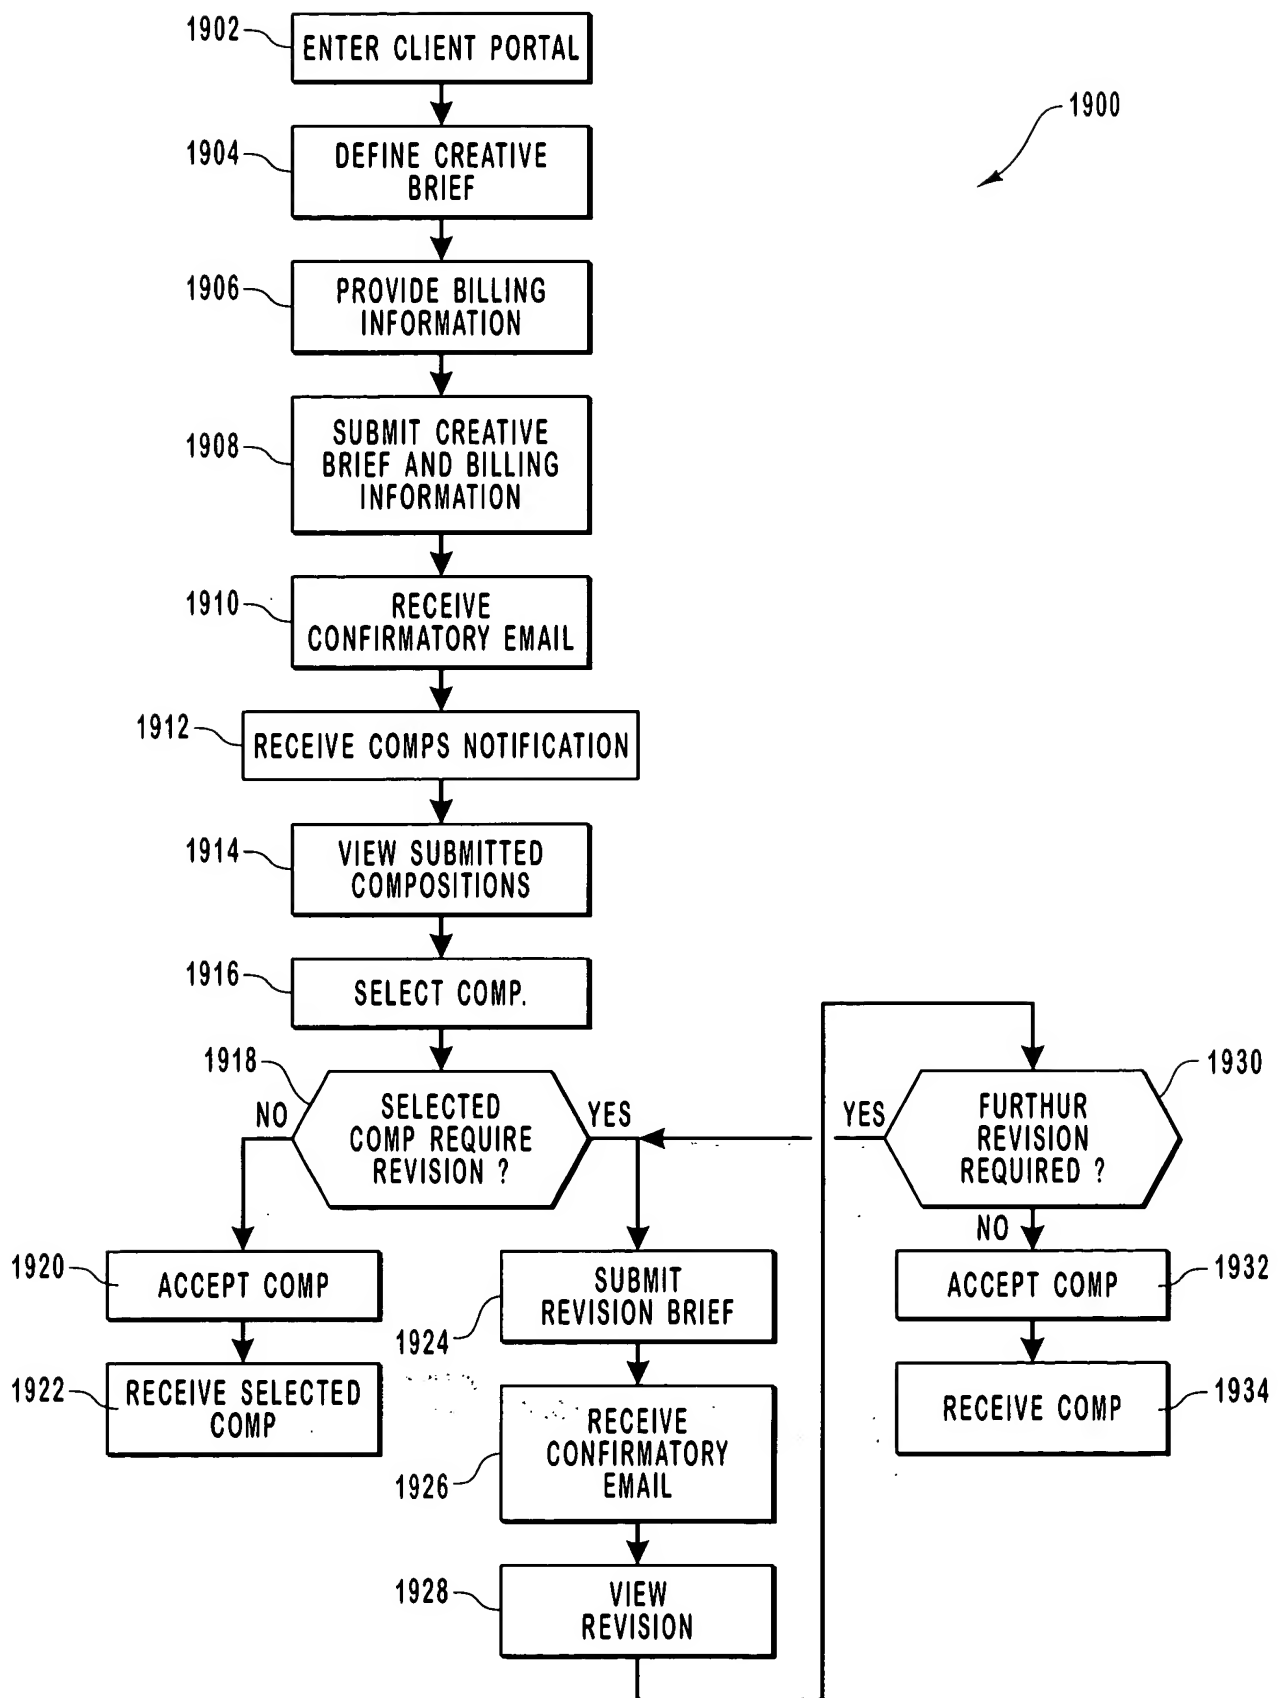 1902
ENTER CLIENT PORTAL
1900
1904
DEFINE CREATIVE
BRIEF
1906
PROVIDE BILLING
INFORMATION
1908
SUBMIT CREATIVE
BRIEF AND BILLING
INFORMATION
1910
RECEIVE
CONFIRMATORY EMAIL
1912
RECEIVE COMPS NOTIFICATION
1914
VIEW SUBMITTED
COMPOSITIONS
1916
SELECT COMP.
1918
NO
SELECTED
COMP REQUIRE
REVISION ?
YES
1930
YES
FURTHUR
REVISION
REQUIRED ?
NO
1920
ACCEPT COMP
1922
RECEIVE SELECTED
COMP
SUBMIT
REVISION BRIEF
1924
RECEIVE
CONFIRMATORY
EMAIL
1926
1928
VIEW
REVISION
ACCEPT COMP
1932
RECEIVE COMP
1934